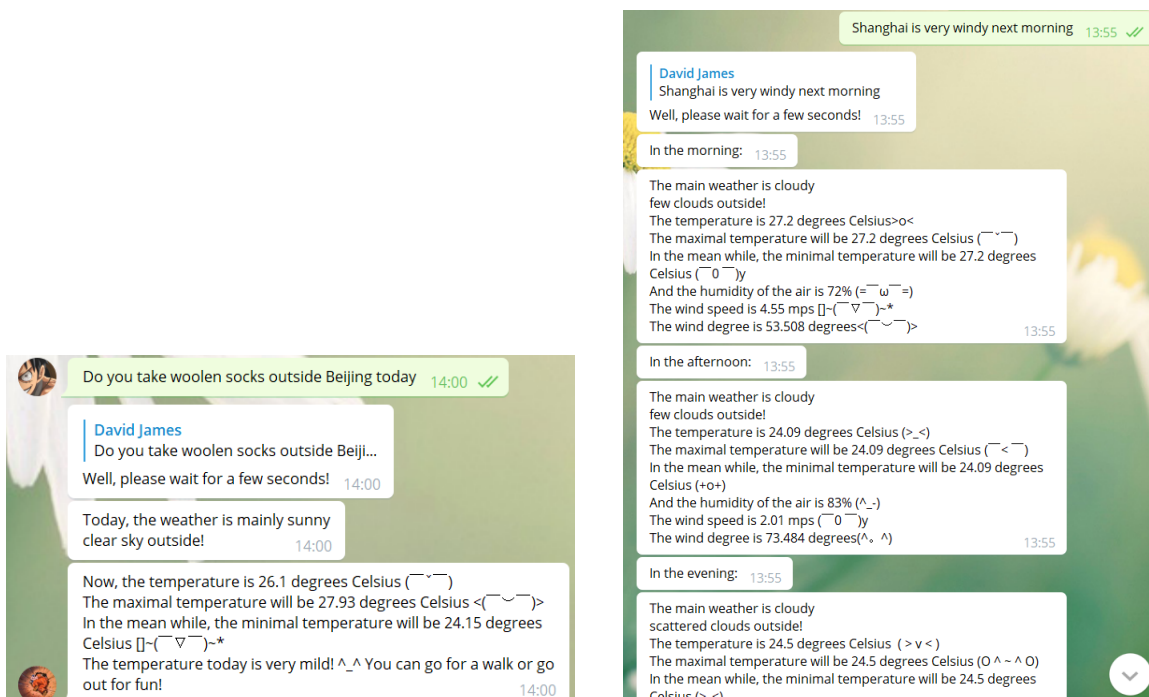 Do you take woolen socks outside Beijing today 14:00
David James
Do you take woolen socks outside Beiji...
Well, please wait for a few seconds! 14:00
Today, the weather is mainly sunny
clear sky outside! 14:00
Now, the temperature is 26.1 degrees Celsius (￣ˇ￣)
The maximal temperature will be 27.93 degrees Celsius <(￣︶￣)>
In the mean while, the minimal temperature will be 24.15 degrees
Celsius []~(￣▽￣)~*
The temperature today is very mild! ^_^ You can go for a walk or go
out for fun! 14:00
Shanghai is very windy next morning 13:55
David James
Shanghai is very windy next morning
Well, please wait for a few seconds! 13:55
In the morning: 13:55
The main weather is cloudy
few clouds outside!
The temperature is 27.2 degrees Celsius>o<
The maximal temperature will be 27.2 degrees Celsius (￣ˇ￣)
In the mean while, the minimal temperature will be 27.2 degrees
Celsius (￣0 ￣)y
And the humidity of the air is 72% (=￣ω￣=)
The wind speed is 4.55 mps []~(￣▽￣)~*
The wind degree is 53.508 degrees<(￣︶￣)>
13:55
In the afternoon: 13:55
The main weather is cloudy
few clouds outside!
The temperature is 24.09 degrees Celsius (>_<)
The maximal temperature will be 24.09 degrees Celsius (￣< ￣)
In the mean while, the minimal temperature will be 24.09 degrees
Celsius (+o+)
And the humidity of the air is 83% (^_-)
The wind speed is 2.01 mps (￣0 ￣)y
The wind degree is 73.484 degrees(^。^)
13:55
In the evening: 13:55
The main weather is cloudy
scattered clouds outside!
The temperature is 24.5 degrees Celsius ( > v < )
The maximal temperature will be 24.5 degrees Celsius (O ^ ~ ^ O)
In the mean while, the minimal temperature will be 24.5 degrees
Celsius (>_<)